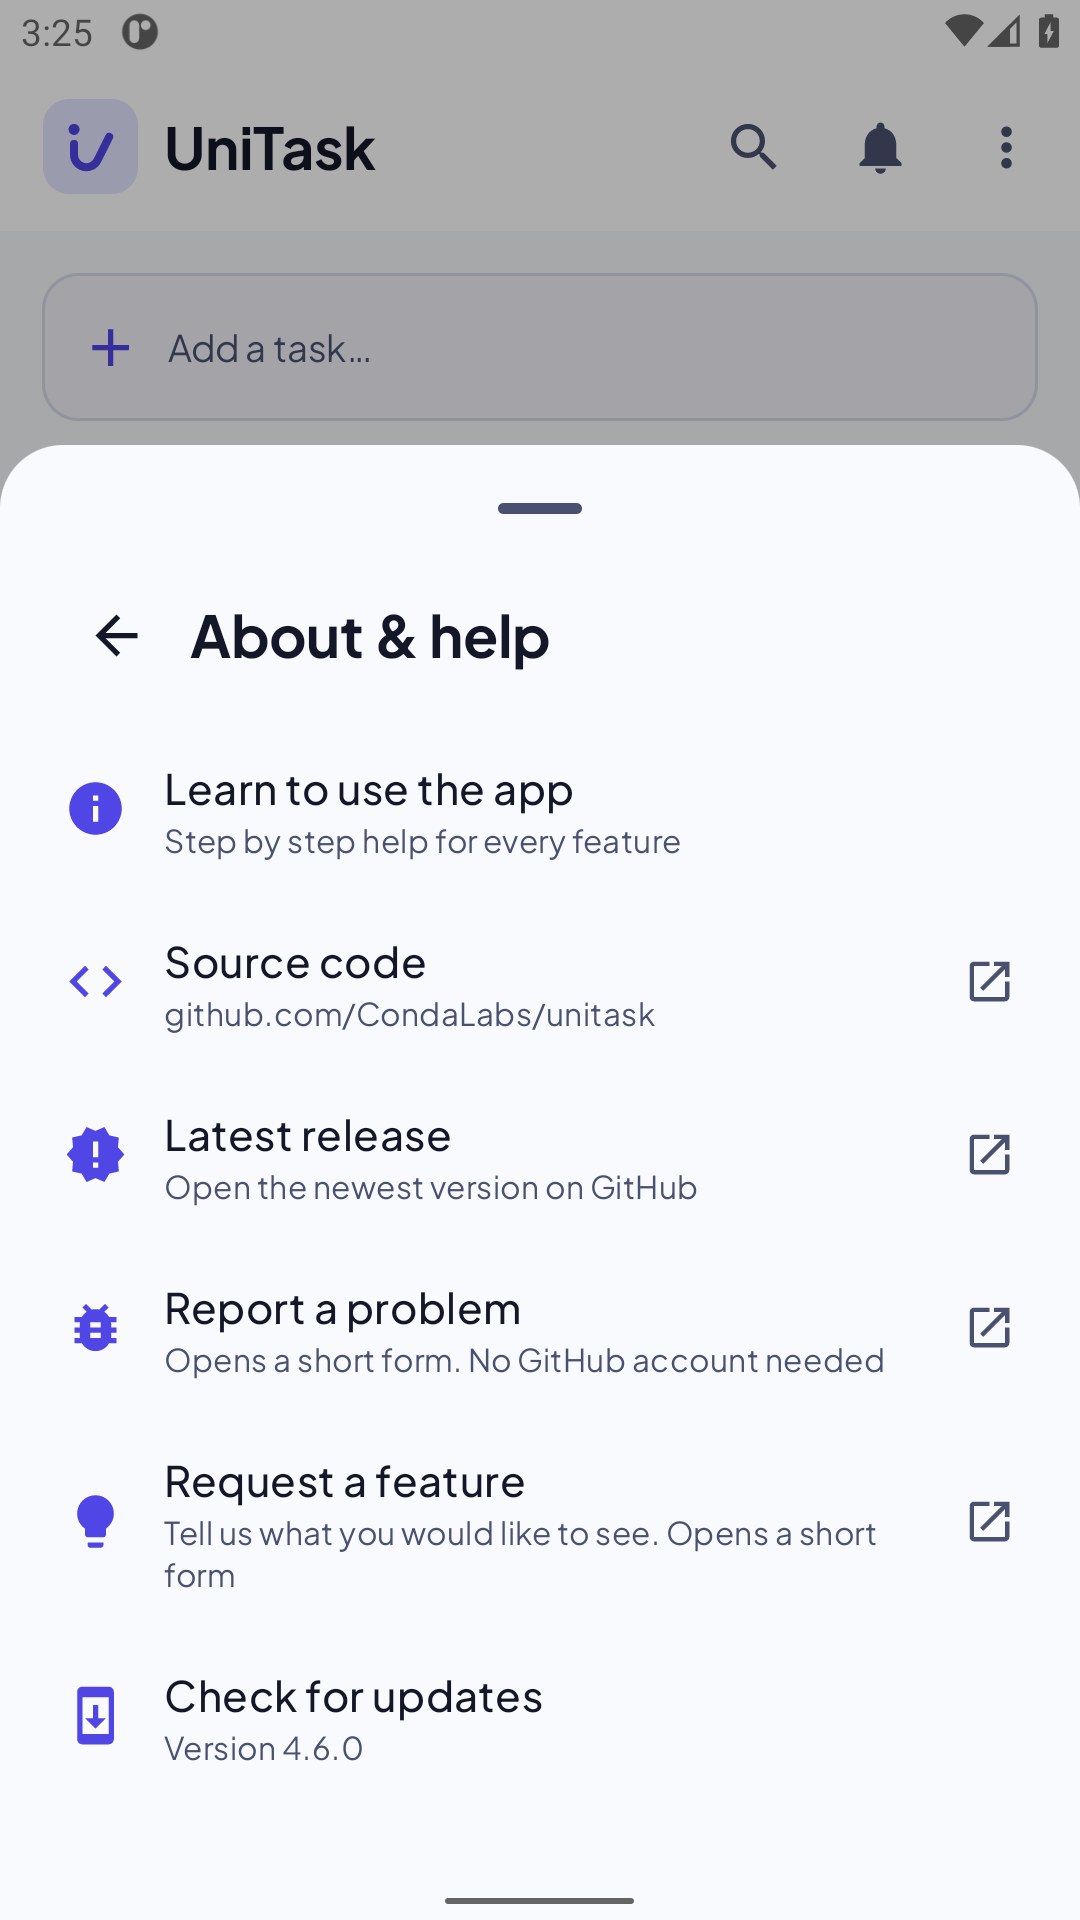 3:25
UniTask
Add a task...
About & help
Learn to use the app
Step by step help for every feature
Source code
github.com/CondaLabs/unitask
Latest release
Open the newest version on GitHub
Report a problem
Opens a short form. No GitHub account needed
Request a feature
Tell us what you would like to see. Opens a short
form
Check for updates
Version 4.6.0